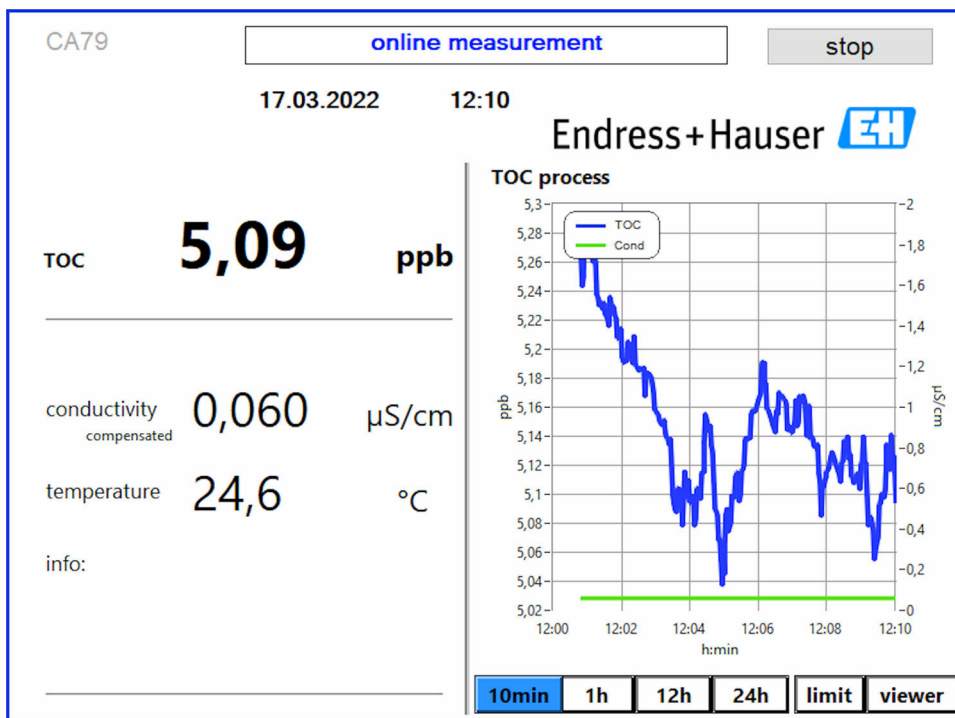 CA79
online measurement
stop
17.03.2022 12:10
Endress+Hauser EH
TOC 5,09 ppb
conductivity 0,060 µS/cm
compensated
temperature 24,6 °C
info:
TOC process
TOC
Cond
5,3
5,28
5,26
5,24
5,22
5,2
5,18
5,16
5,14
5,12
5,1
5,08
5,06
5,04
5,02
ppb
2
1,8
1,6
1,4
1,2
1
0,8
0,6
0,4
0,2
0
µS/cm
12:00 12:02 12:04 12:06 12:08 12:10
h:min
10min 1h 12h 24h limit viewer